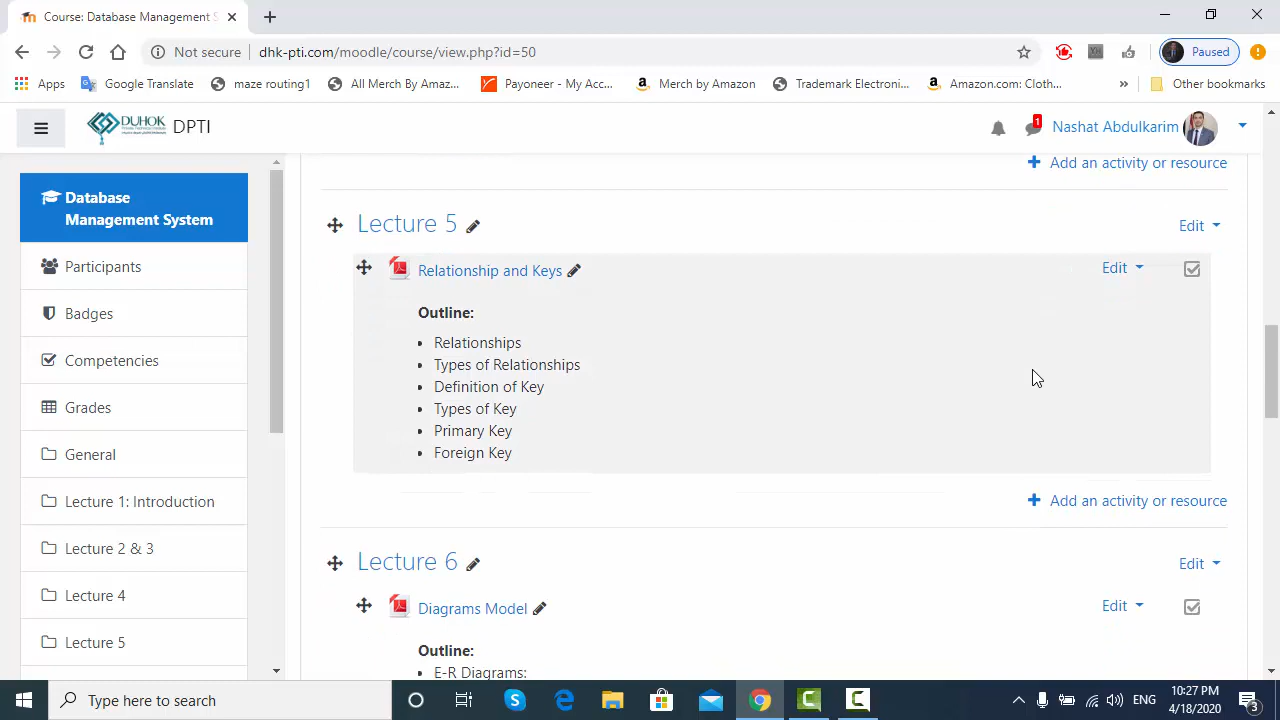 Course: Database Management S
Not secure
dhk-pti.com/moodle/course/view.php?id=50
Paused
Apps
Google Translate
maze routing1
All Merch By Amaz...
Payoneer - My Acc...
Merch by Amazon
Trademark Electroni...
Amazon.com: Cloth...
»
Other bookmarks
DUHOK
DPTI
1
Nashat Abdulkarim
Add an activity or resource
Database
Management System
Participants
Badges
Competencies
Grades
General
Lecture 1: Introduction
Lecture 2 & 3
Lecture 4
Lecture 5
Lecture 5
Edit
Relationship and Keys
Edit
Outline:
• Relationships
• Types of Relationships
• Definition of Key
• Types of Key
• Primary Key
• Foreign Key
Add an activity or resource
Lecture 6
Edit
Diagrams Model
Edit
Outline:
• E-R Diagrams:
Type here to search
ENG
10:27 PM
4/18/2020
3